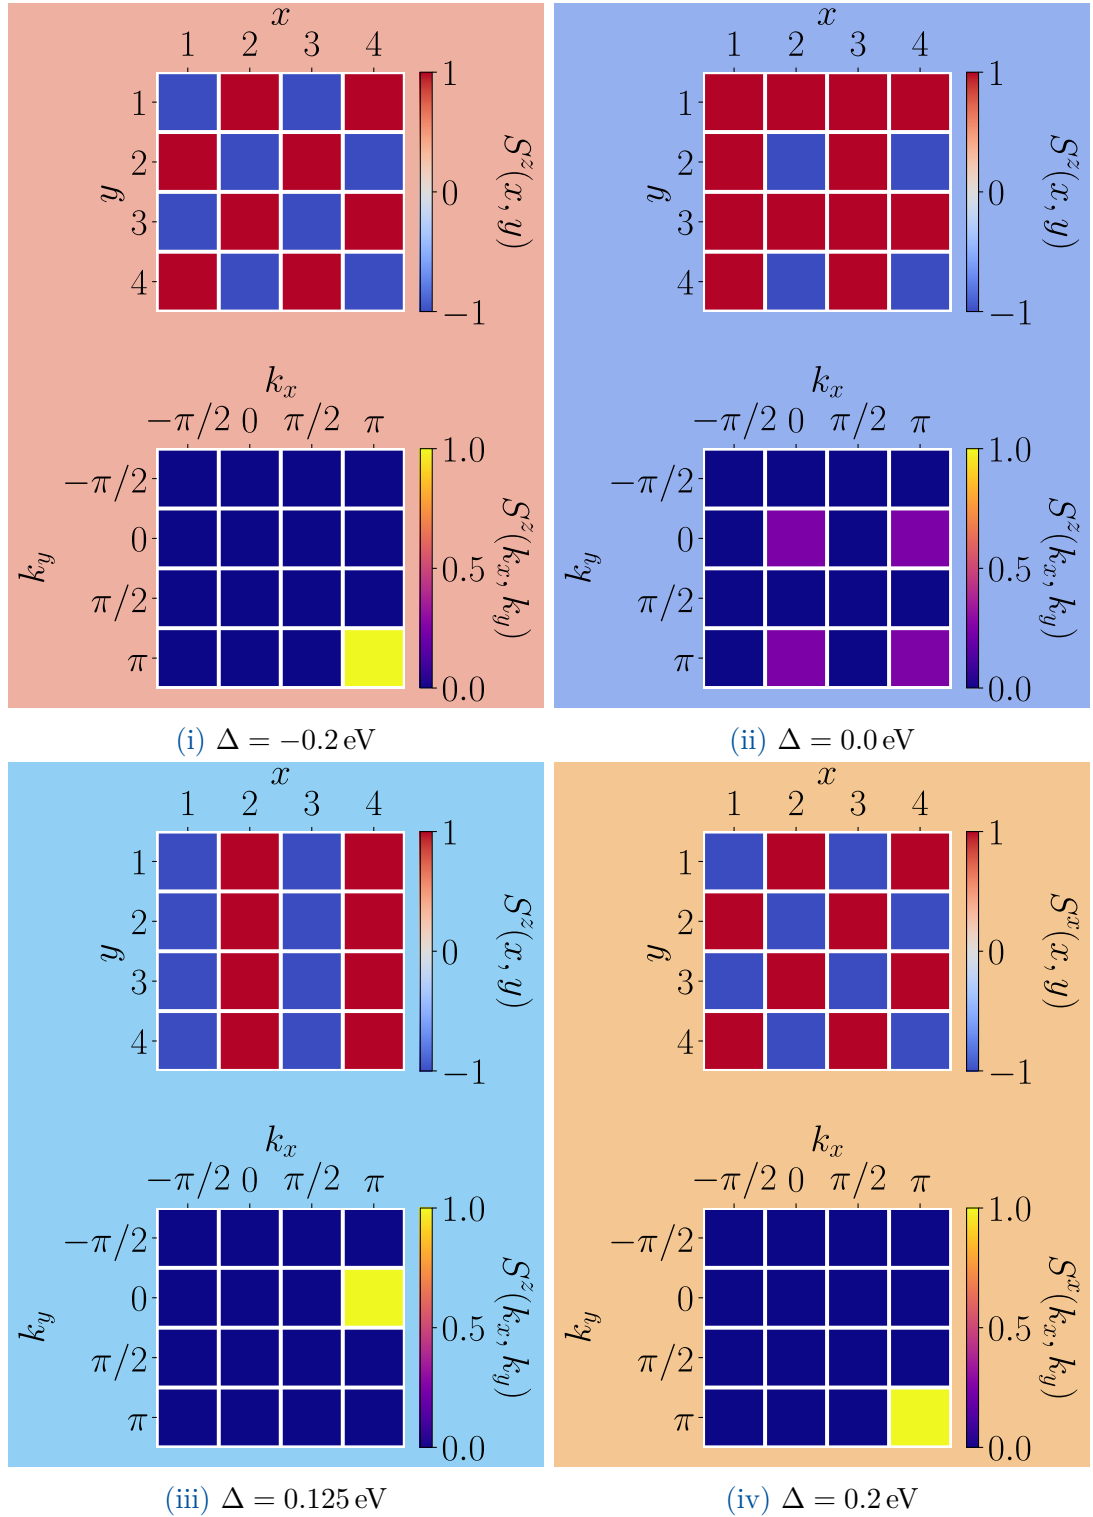 x
1 2 3 4
1
2
3
4
y
1
0
−1
S^z(x, y)
k_x
−π/2 0 π/2 π
−π/2
0
π/2
π
k_y
1.0
0.5
0.0
S^z(k_x, k_y)
(i) Δ = −0.2 eV
x
1 2 3 4
1
2
3
4
y
1
0
−1
S^z(x, y)
k_x
−π/2 0 π/2 π
−π/2
0
π/2
π
k_y
1.0
0.5
0.0
S^z(k_x, k_y)
(ii) Δ = 0.0 eV
x
1 2 3 4
1
2
3
4
y
1
0
−1
S^z(x, y)
k_x
−π/2 0 π/2 π
−π/2
0
π/2
π
k_y
1.0
0.5
0.0
S^z(k_x, k_y)
(iii) Δ = 0.125 eV
x
1 2 3 4
1
2
3
4
y
1
0
−1
S^x(x, y)
k_x
−π/2 0 π/2 π
−π/2
0
π/2
π
k_y
1.0
0.5
0.0
S^x(k_x, k_y)
(iv) Δ = 0.2 eV